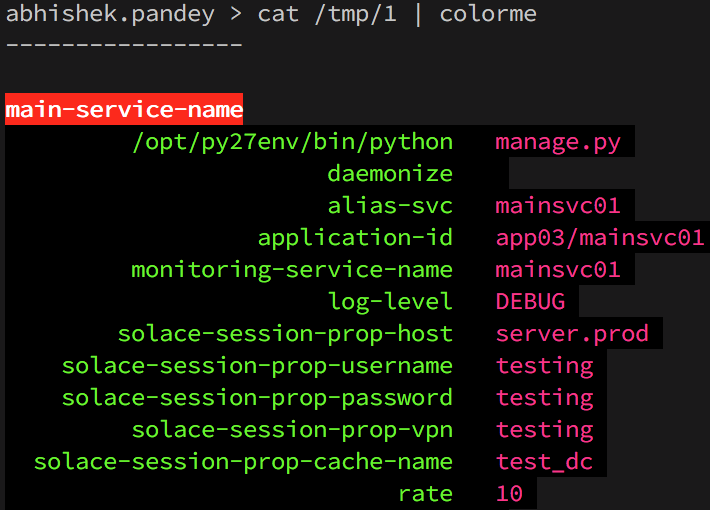 abhishek.pandey > cat /tmp/1 | colorme
-----------------
main-service-name
/opt/py27env/bin/python manage.py
daemonize
alias-svc mainsvc01
application-id app03/mainsvc01
monitoring-service-name mainsvc01
log-level DEBUG
solace-session-prop-host server.prod
solace-session-prop-username testing
solace-session-prop-password testing
solace-session-prop-vpn testing
solace-session-prop-cache-name test_dc
rate 10